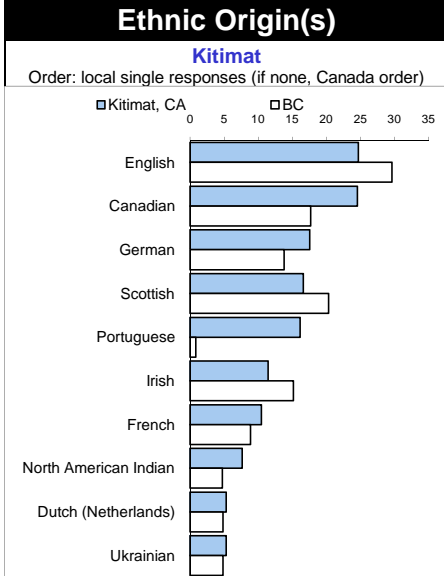 Ethnic Origin(s)
Kitimat
Order: local single responses (if none, Canada order)
Kitimat, CA BC
0 5 10 15 20 25 30 35
English
Canadian
German
Scottish
Portuguese
Irish
French
North American Indian
Dutch (Netherlands)
Ukrainian